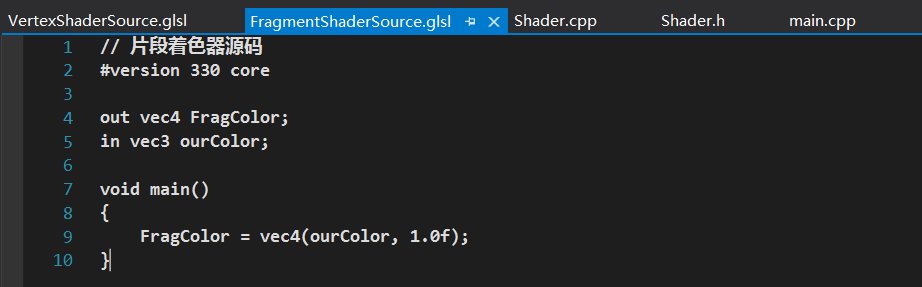 VertexShaderSource.glsl FragmentShaderSource.glsl Shader.cpp Shader.h main.cpp
1 // 片段着色器源码
2 #version 330 core
3
4 out vec4 FragColor;
5 in vec3 ourColor;
6
7 void main()
8 {
9     FragColor = vec4(ourColor, 1.0f);
10 }